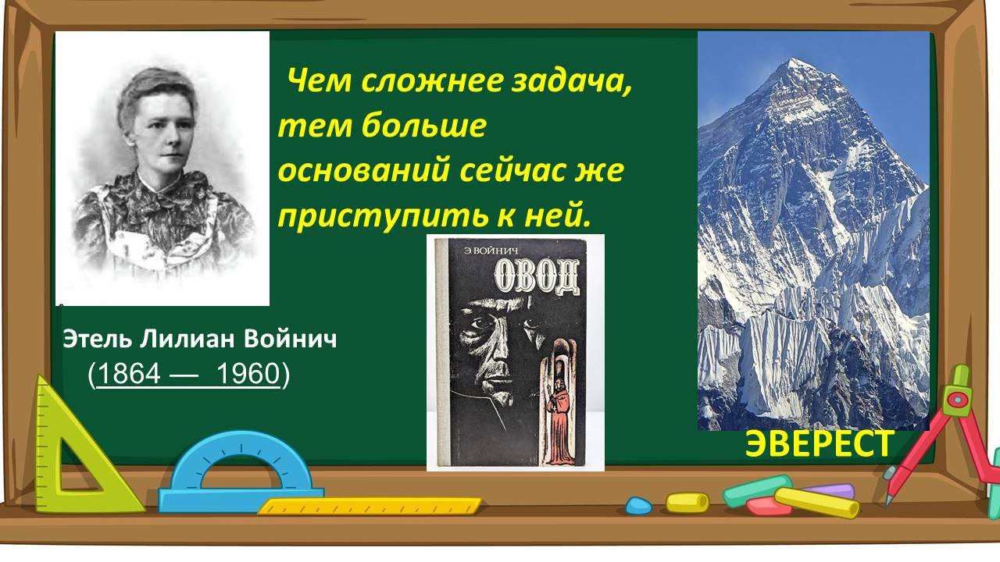 Чем сложнее задача,
тем больше
оснований сейчас же
приступить к ней.
Э. ВОЙНИЧ
ОВОД
Этель Лилиан Войнич
(1864 — 1960)
ЭВЕРЕСТ